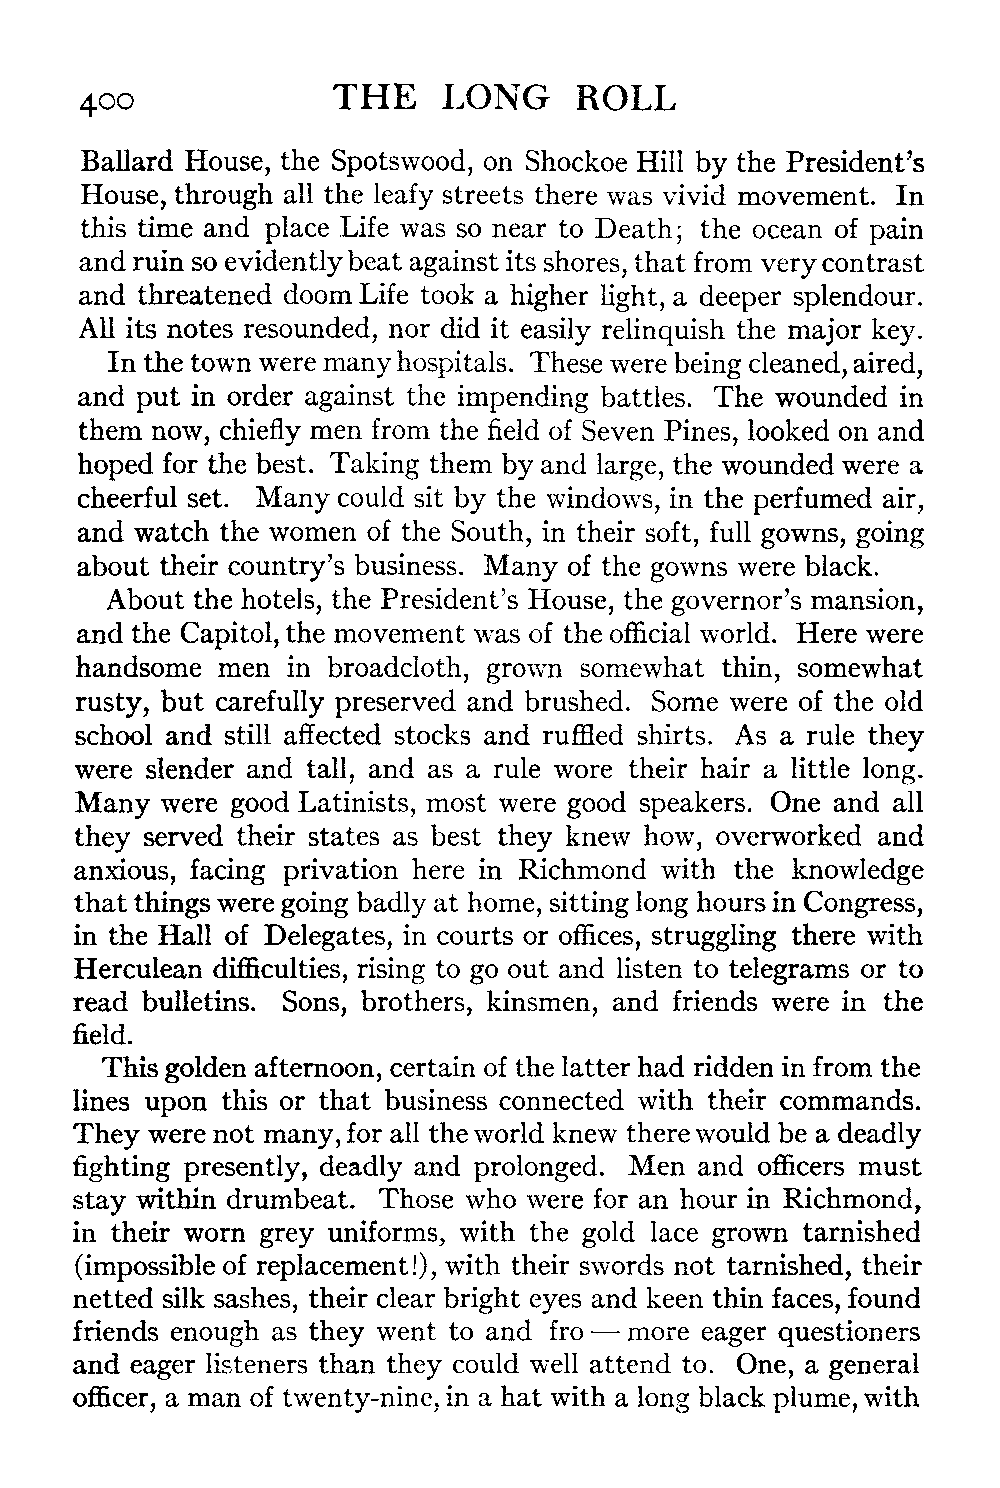 400 THE LONG ROLL
Ballard House, the Spotswood, on Shockoe Hill by the President's
House, through all the leafy streets there was vivid movement. In
this time and place Life was so near to Death; the ocean of pain
and ruin so evidently beat against its shores, that from very contrast
and threatened doom Life took a higher light, a deeper splendour.
All its notes resounded, nor did it easily relinquish the major key.
In the town were many hospitals. These were being cleaned, aired,
and put in order against the impending battles. The wounded in
them now, chiefly men from the field of Seven Pines, looked on and
hoped for the best. Taking them by and large, the wounded were a
cheerful set. Many could sit by the windows, in the perfumed air,
and watch the women of the South, in their soft, full gowns, going
about their country's business. Many of the gowns were black.
About the hotels, the President's House, the governor's mansion,
and the Capitol, the movement was of the official world. Here were
handsome men in broadcloth, grown somewhat thin, somewhat
rusty, but carefully preserved and brushed. Some were of the old
school and still affected stocks and ruffled shirts. As a rule they
were slender and tall, and as a rule wore their hair a little long.
Many were good Latinists, most were good speakers. One and all
they served their states as best they knew how, overworked and
anxious, facing privation here in Richmond with the knowledge
that things were going badly at home, sitting long hours in Congress,
in the Hall of Delegates, in courts or offices, struggling there with
Herculean difficulties, rising to go out and listen to telegrams or to
read bulletins. Sons, brothers, kinsmen, and friends were in the
field.
This golden afternoon, certain of the latter had ridden in from the
lines upon this or that business connected with their commands.
They were not many, for all the world knew there would be a deadly
fighting presently, deadly and prolonged. Men and officers must
stay within drumbeat. Those who were for an hour in Richmond,
in their worn grey uniforms, with the gold lace grown tarnished
(impossible of replacement!), with their swords not tarnished, their
netted silk sashes, their clear bright eyes and keen thin faces, found
friends enough as they went to and fro — more eager questioners
and eager listeners than they could well attend to. One, a general
officer, a man of twenty-nine, in a hat with a long black plume, with